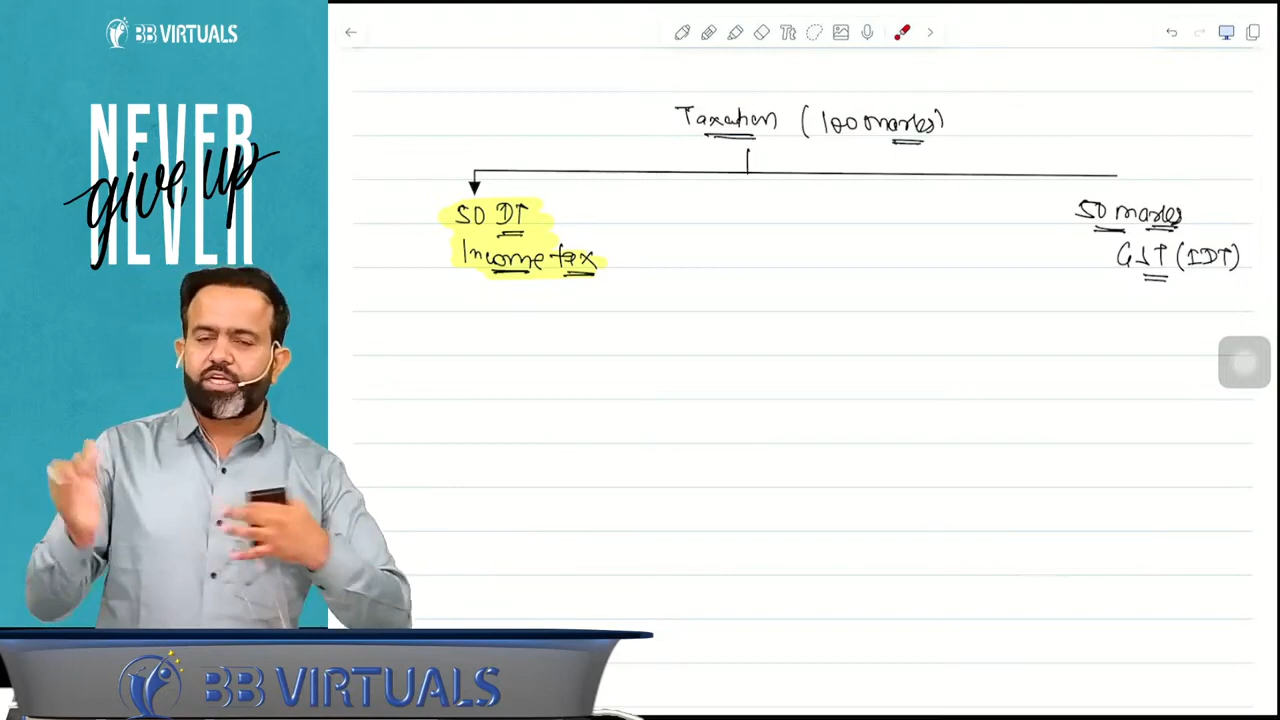 BB VIRTUALS
NEVER
give up
NEVER
Taxation (100 marks)
50 DT
Income tax
50 marks
GST (IDT)
BB VIRTUALS